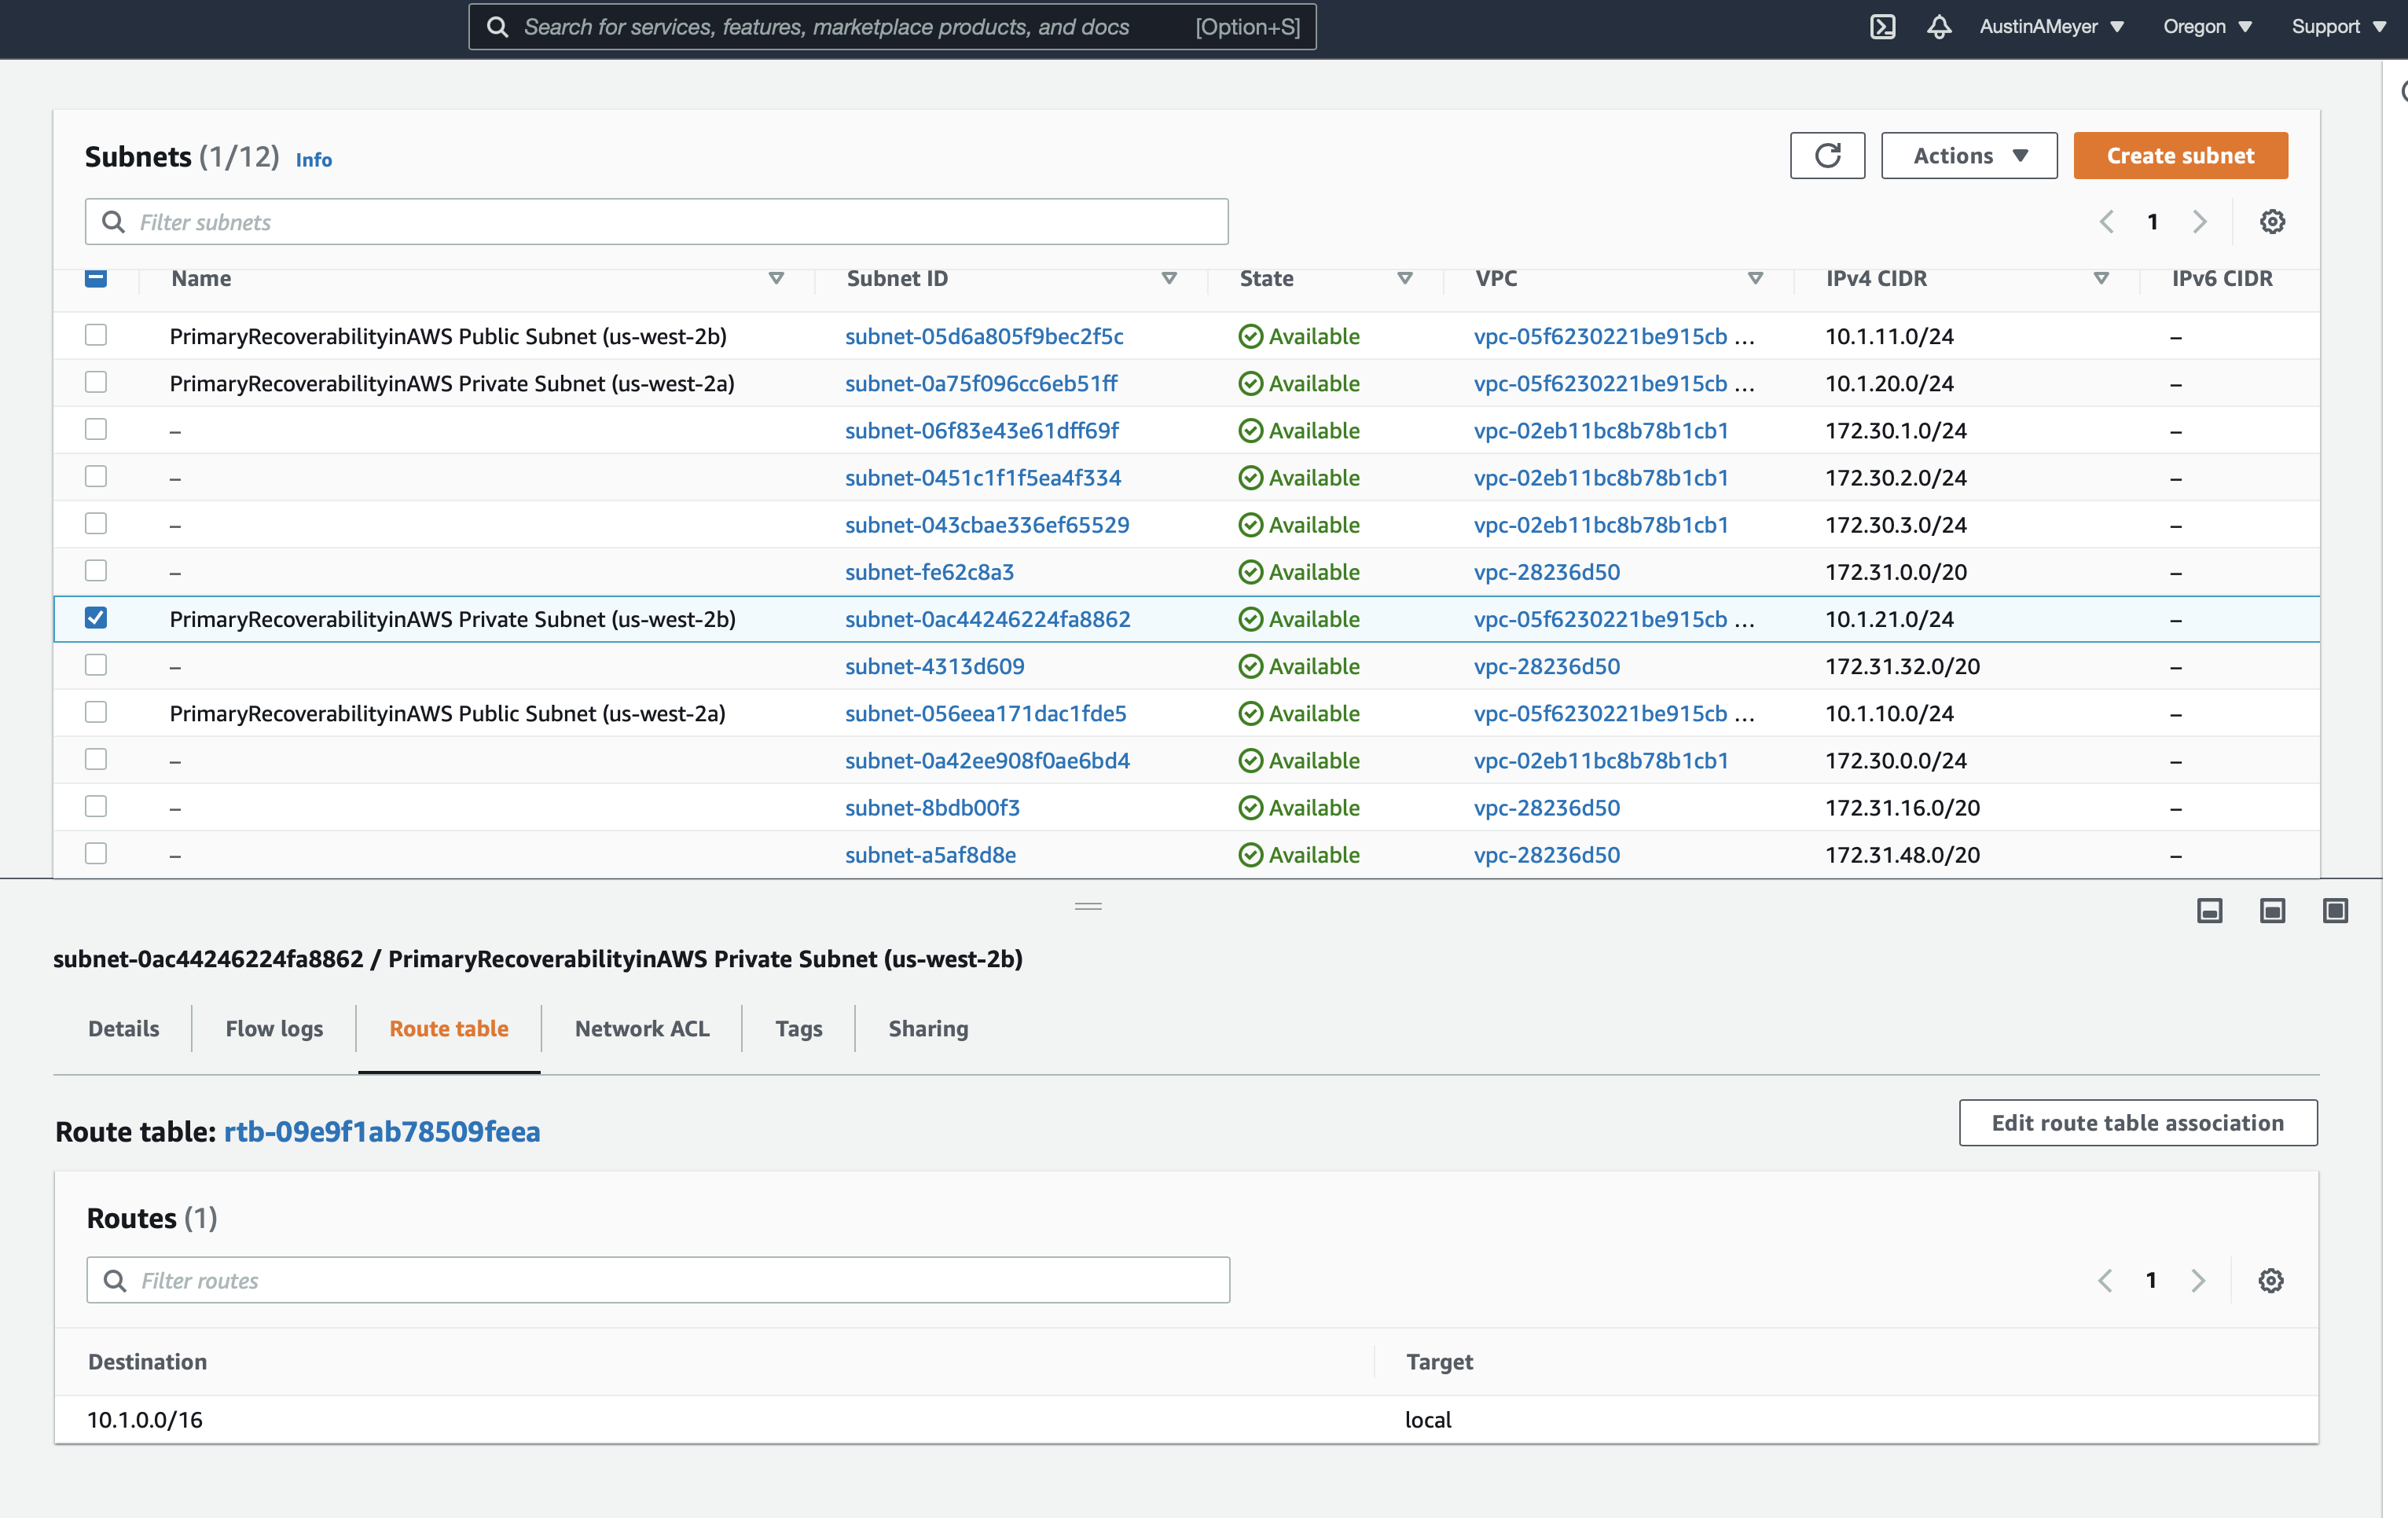 Search for services, features, marketplace products, and docs [Option+S] AustinAMeyer Oregon Support
Subnets (1/12) Info Actions Create subnet
Filter subnets 1
Name Subnet ID State VPC IPv4 CIDR IPv6 CIDR
PrimaryRecoverabilityinAWS Public Subnet (us-west-2b) subnet-05d6a805f9bec2f5c Available vpc-05f6230221be915cb ... 10.1.11.0/24 –
PrimaryRecoverabilityinAWS Private Subnet (us-west-2a) subnet-0a75f096cc6eb51ff Available vpc-05f6230221be915cb ... 10.1.20.0/24 –
– subnet-06f83e43e61dff69f Available vpc-02eb11bc8b78b1cb1 172.30.1.0/24 –
– subnet-0451c1f1f5ea4f334 Available vpc-02eb11bc8b78b1cb1 172.30.2.0/24 –
– subnet-043cbae336ef65529 Available vpc-02eb11bc8b78b1cb1 172.30.3.0/24 –
– subnet-fe62c8a3 Available vpc-28236d50 172.31.0.0/20 –
PrimaryRecoverabilityinAWS Private Subnet (us-west-2b) subnet-0ac44246224fa8862 Available vpc-05f6230221be915cb ... 10.1.21.0/24 –
– subnet-4313d609 Available vpc-28236d50 172.31.32.0/20 –
PrimaryRecoverabilityinAWS Public Subnet (us-west-2a) subnet-056eea171dac1fde5 Available vpc-05f6230221be915cb ... 10.1.10.0/24 –
– subnet-0a42ee908f0ae6bd4 Available vpc-02eb11bc8b78b1cb1 172.30.0.0/24 –
– subnet-8bdb00f3 Available vpc-28236d50 172.31.16.0/20 –
– subnet-a5af8d8e Available vpc-28236d50 172.31.48.0/20 –
subnet-0ac44246224fa8862 / PrimaryRecoverabilityinAWS Private Subnet (us-west-2b)
Details Flow logs Route table Network ACL Tags Sharing
Route table: rtb-09e9f1ab78509feea Edit route table association
Routes (1)
Filter routes 1
Destination Target
10.1.0.0/16 local